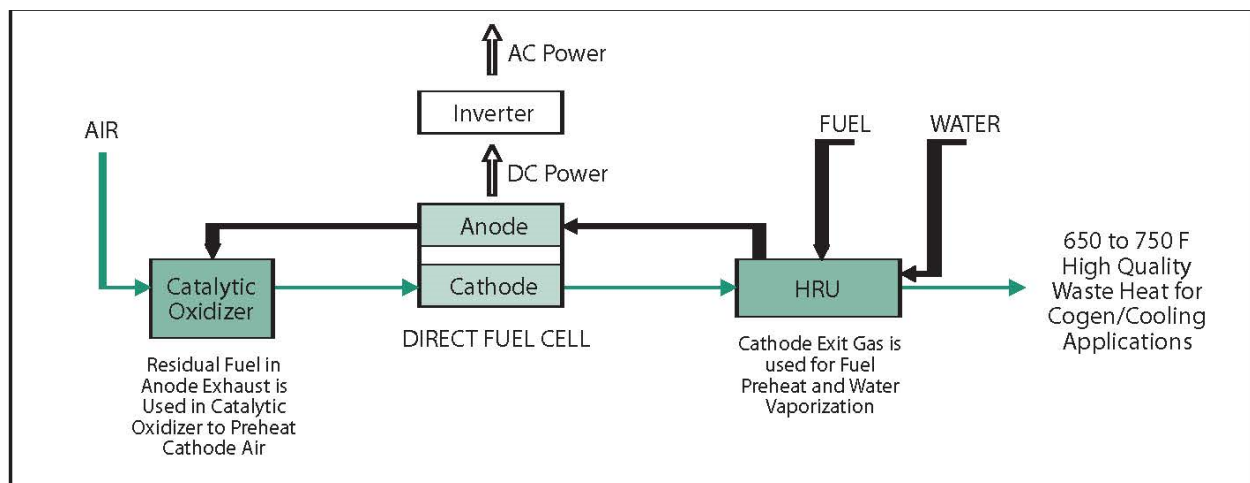 AC Power
Inverter
DC Power
AIR
FUEL
WATER
Anode
Cathode
Catalytic
Oxidizer
HRU
DIRECT FUEL CELL
650 to 750 F
High Quality
Waste Heat for
Cogen/Cooling
Applications
Residual Fuel in
Anode Exhaust is
Used in Catalytic
Oxidizer to Preheat
Cathode Air
Cathode Exit Gas is
used for Fuel
Preheat and Water
Vaporization